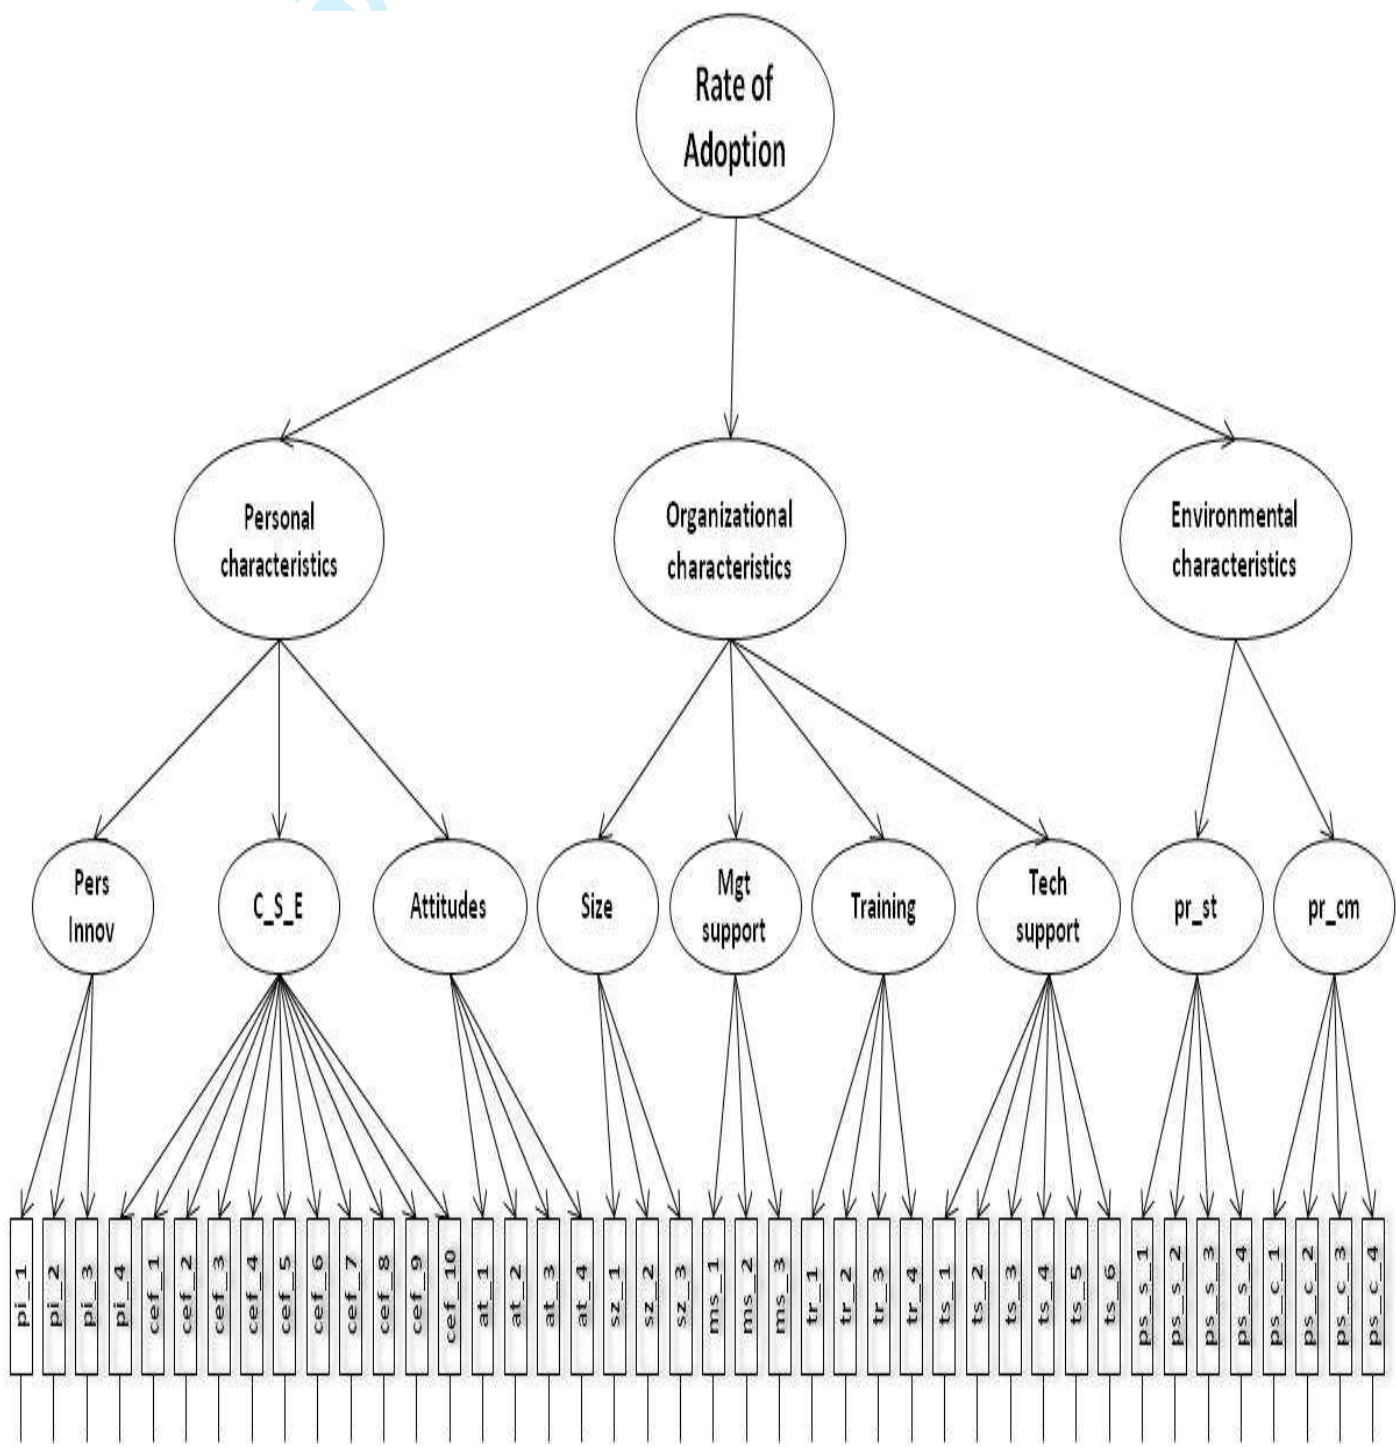 Rate of
Adoption
Personal
characteristics
Organizational
characteristics
Environmental
characteristics
Pers
Innov
C_S_E
Attitudes
Size
Mgt
support
Training
Tech
support
pr_st
pr_cm
pi_1
pi_2
pi_3
pi_4
cef_1
cef_2
cef_3
cef_4
cef_5
cef_6
cef_7
cef_8
cef_9
cef_10
at_1
at_2
at_3
at_4
sz_1
sz_2
sz_3
ms_1
ms_2
ms_3
tr_1
tr_2
tr_3
tr_4
ts_1
ts_2
ts_3
ts_4
ts_5
ts_6
ps_s_1
ps_s_2
ps_s_3
ps_s_4
ps_c_1
ps_c_2
ps_c_3
ps_c_4